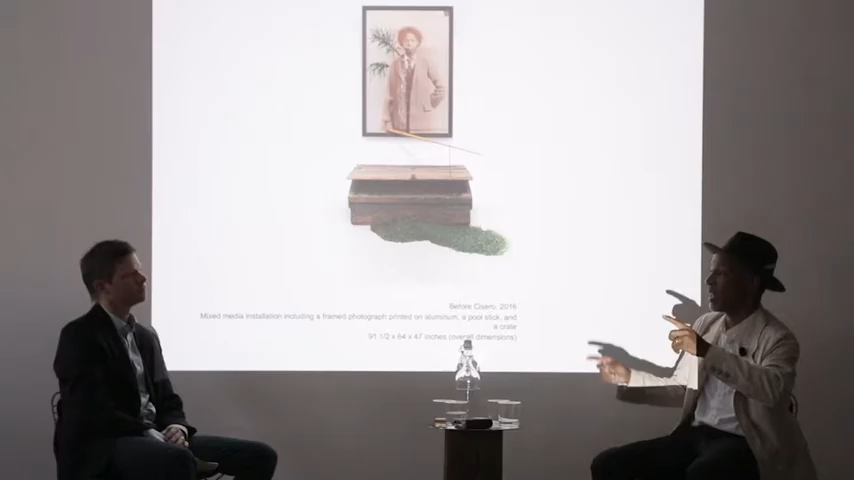 Before Cicero, 2016
Mixed media installation including a framed photograph printed on aluminum, a pool stick, and
a crate
91 1/2 x 64 x 47 inches (overall dimensions)